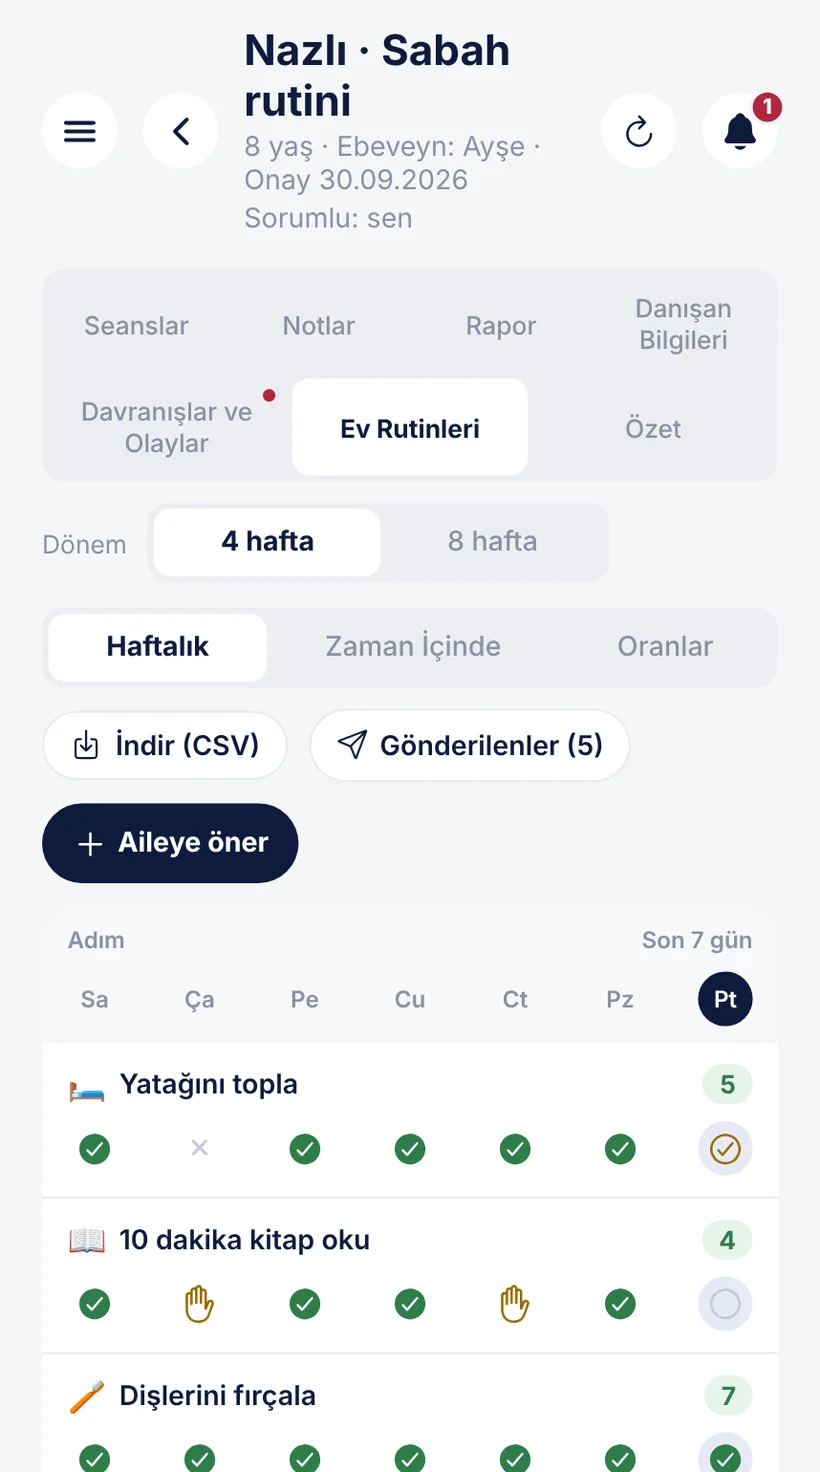 Nazlı · Sabah
rutini
1
8 yaş · Ebeveyn: Ayşe ·
Onay 30.09.2026
Sorumlu: sen
Seanslar
Notlar
Rapor
Danışan
Bilgileri
Davranışlar ve
Olaylar
Ev Rutinleri
Özet
Dönem
4 hafta
8 hafta
Haftalık
Zaman İçinde
Oranlar
İndir (CSV)
Gönderilenler (5)
Aileye öner
Adım
Son 7 gün
Sa Ça Pe Cu Ct Pz Pt
Yatağını topla
5
10 dakika kitap oku
4
Dişlerini fırçala
7